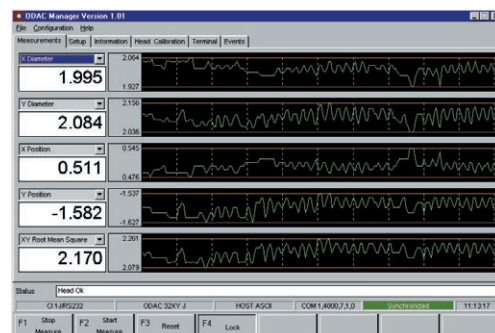 ODAC Manager Version 1.01
File Configuration Help
Measurements Setup Information Head Calibration Terminal Events
X Diameter
1.995
2.064
1.927
Y Diameter
2.084
2.156
2.036
X Position
0.511
0.545
0.476
Y Position
-1.582
-1.537
-1.627
XY Root Mean Square
2.170
2.261
2.079
Status Head Ok
ODAC 32XY J HOST ASCII Synchronized 11:13:17
F1 Stop Measure F2 Start Measure F3 Reset F4 Lock